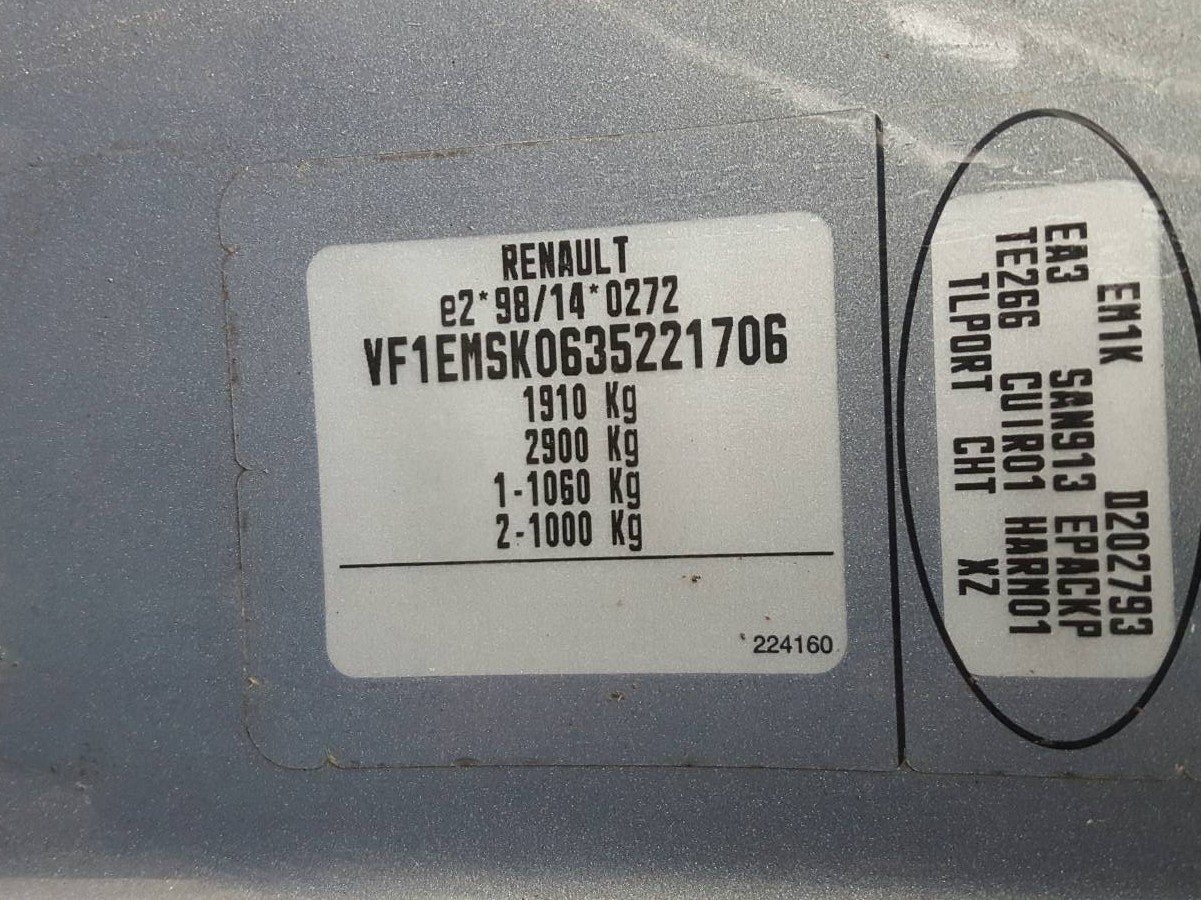 RENAULT
e2*98/14*0272
VF1EMSK0635221706
1910 Kg
2900 Kg
1-1060 Kg
2-1000 Kg
224160
EM1K D202793
EA3 SAN913 EPACKP
TE266 CUIR01 HARN01
TLPORT CHT XZ